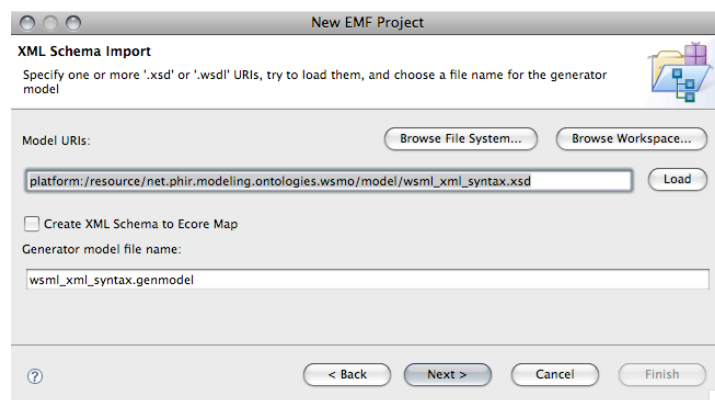 New EMF Project
XML Schema Import
Specify one or more '.xsd' or '.wsdl' URIs, try to load them, and choose a file name for the generator
model
Model URIs:
Browse File System...
Browse Workspace...
platform:/resource/net.phir.modeling.ontologies.wsmo/model/wsml_xml_syntax.xsd
Load
Create XML Schema to Ecore Map
Generator model file name:
wsml_xml_syntax.genmodel
?
< Back
Next >
Cancel
Finish